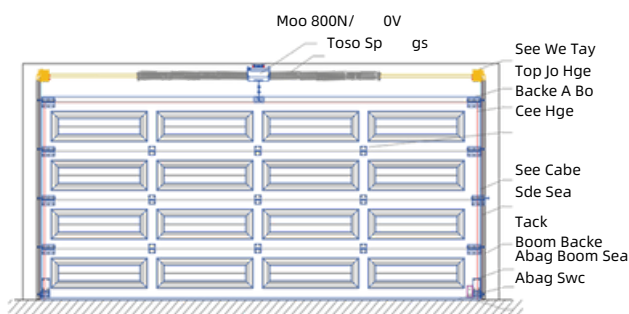 Moo 800N/ 0V
Toso Sp gs
See We Tay
Top Jo Hge
Backe A Bo
Cee Hge
See Cabe
Sde Sea
Tack
Boom Backe
Abag Boom Sea
Abag Swc